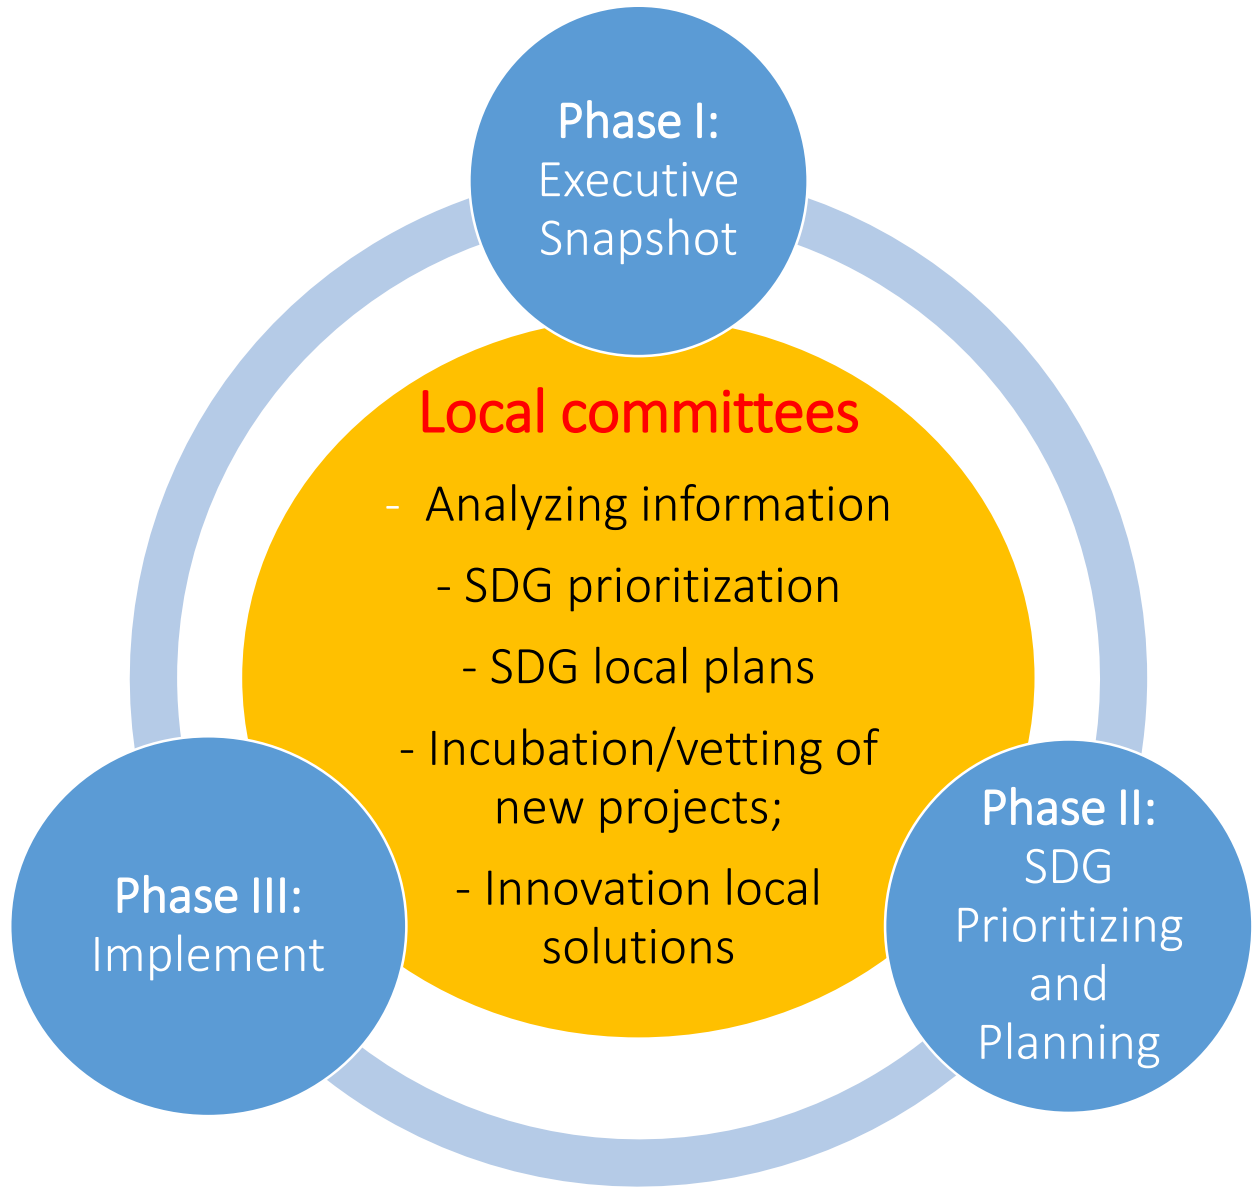 Phase I:
Executive
Snapshot
Local committees
- Analyzing information
- SDG prioritization
- SDG local plans
- Incubation/vetting of
new projects;
- Innovation local
solutions
Phase II:
SDG
Prioritizing
and
Planning
Phase III:
Implement